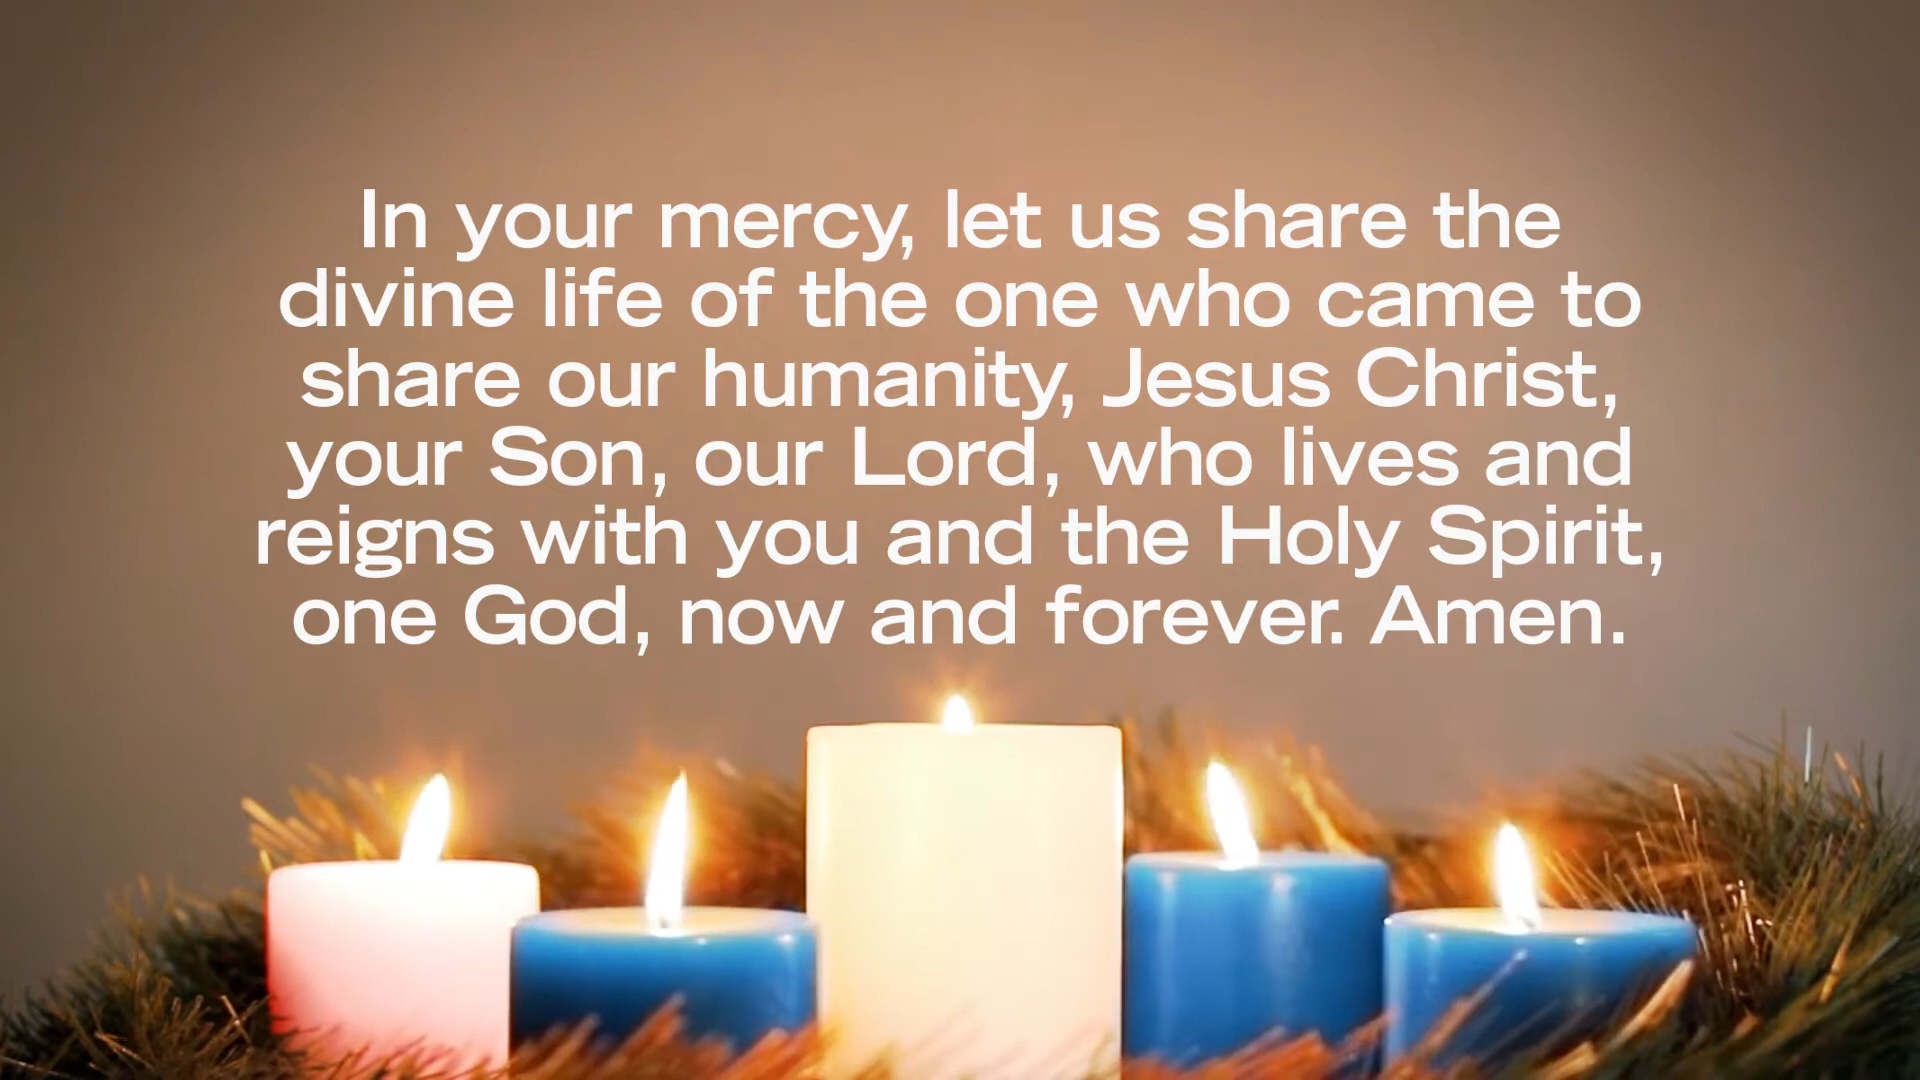 In your mercy, let us share the
divine life of the one who came to
share our humanity, Jesus Christ,
your Son, our Lord, who lives and
reigns with you and the Holy Spirit,
one God, now and forever. Amen.